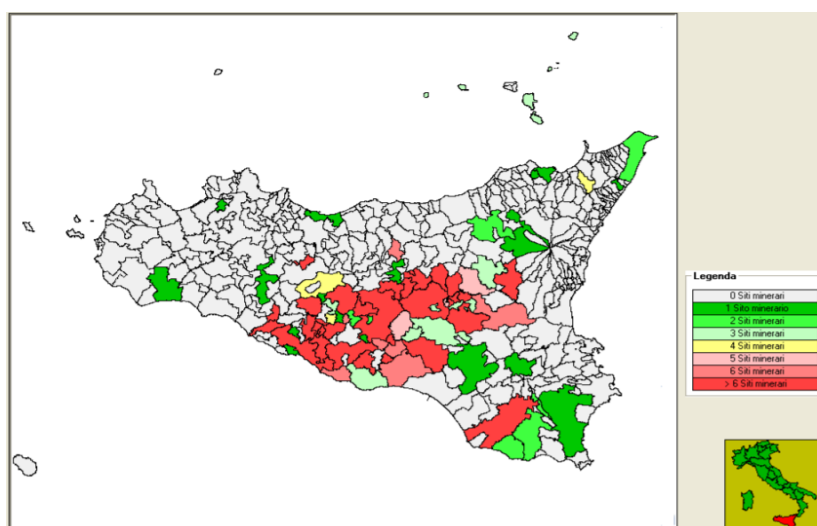 Legenda
0 Siti minerari
1 Sito minerario
2 Siti minerari
3 Siti minerari
4 Siti minerari
5 Siti minerari
6 Siti minerari
> 6 Siti minerari